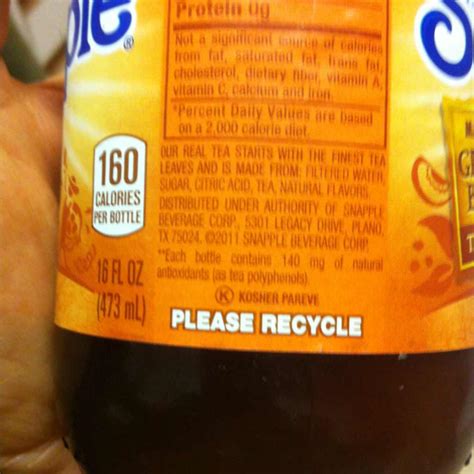 Protein 0g
Not a significant source of calories
from fat, saturated fat, trans fat,
cholesterol, dietary fiber, vitamin A,
vitamin C, calcium and iron.
*Percent Daily Values are based
on a 2,000 calorie diet.
OUR REAL TEA STARTS WITH THE FINEST TEA
LEAVES AND IS MADE FROM: FILTERED WATER,
SUGAR, CITRIC ACID, TEA, NATURAL FLAVORS.
DISTRIBUTED UNDER AUTHORITY OF SNAPPLE
BEVERAGE CORP., 5301 LEGACY DRIVE, PLANO,
TX 75024. ©2011 SNAPPLE BEVERAGE CORP.
**Each bottle contains 140 mg of natural
antioxidants (as tea polyphenols).
K KOSHER PAREVE
PLEASE RECYCLE
160
CALORIES
PER BOTTLE
16 FL OZ
(473 mL)
ple®